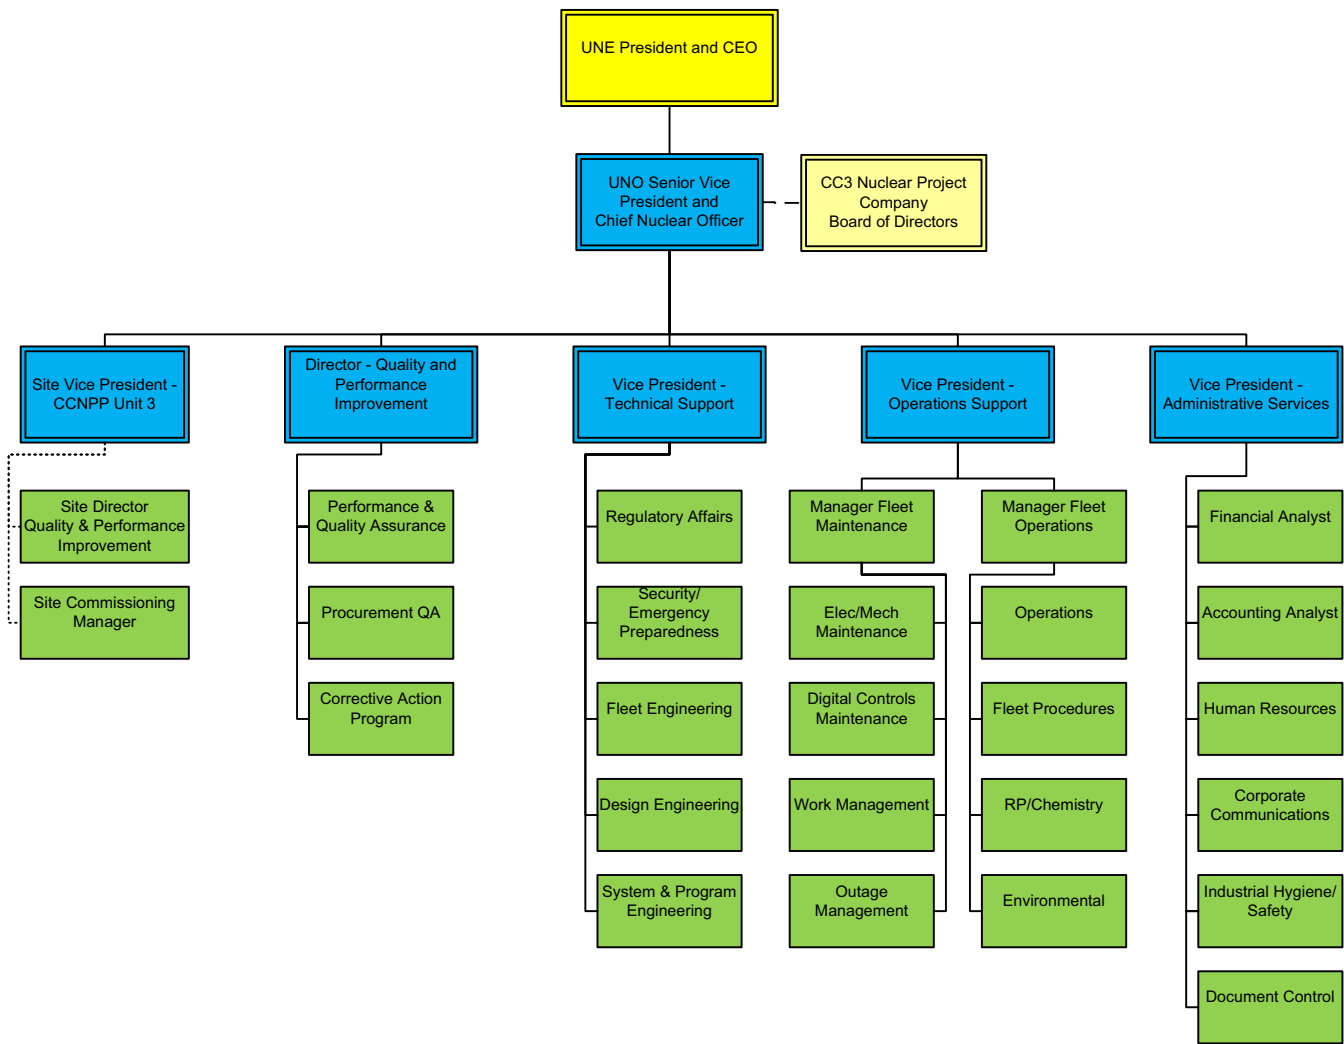 UNE President and CEO
UNO Senior Vice
President and
Chief Nuclear Officer
CC3 Nuclear Project
Company
Board of Directors
Site Vice President -
CCNPP Unit 3
Director - Quality and
Performance
Improvement
Vice President -
Technical Support
Vice President -
Operations Support
Vice President -
Administrative Services
Site Director
Quality & Performance
Improvement
Site Commissioning
Manager
Performance &
Quality Assurance
Procurement QA
Corrective Action
Program
Regulatory Affairs
Security/
Emergency
Preparedness
Fleet Engineering
Design Engineering
System & Program
Engineering
Manager Fleet
Maintenance
Elec/Mech
Maintenance
Digital Controls
Maintenance
Work Management
Outage
Management
Manager Fleet
Operations
Operations
Fleet Procedures
RP/Chemistry
Environmental
Financial Analyst
Accounting Analyst
Human Resources
Corporate
Communications
Industrial Hygiene/
Safety
Document Control